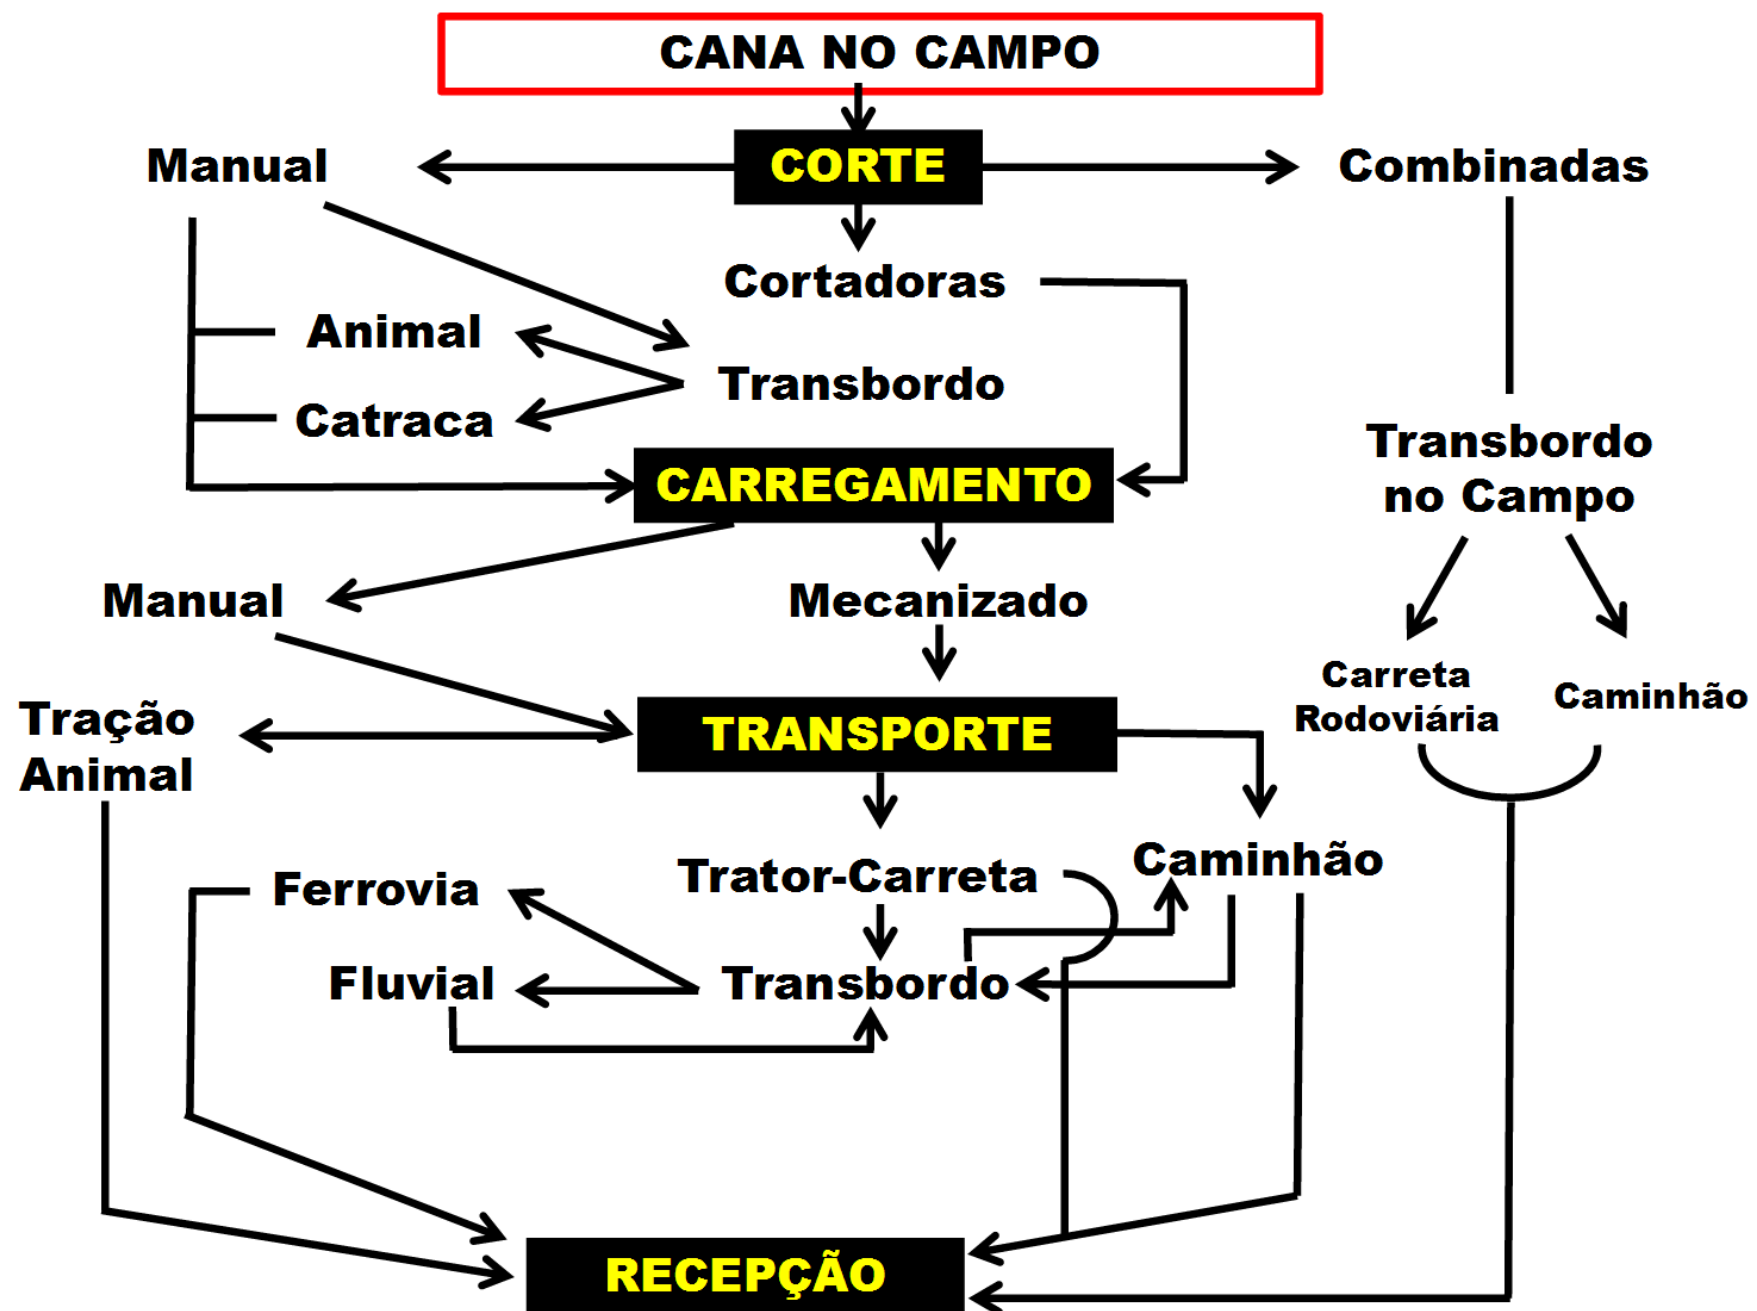 CANA NO CAMPO
Manual
CORTE
Combinadas
Cortadoras
Animal
Transbordo
Catraca
Transbordo
no Campo
CARREGAMENTO
Manual
Mecanizado
Carreta
Rodoviária
Caminhão
Tração
Animal
TRANSPORTE
Caminhão
Trator-Carreta
Ferrovia
Fluvial
Transbordo
RECEPÇÃO